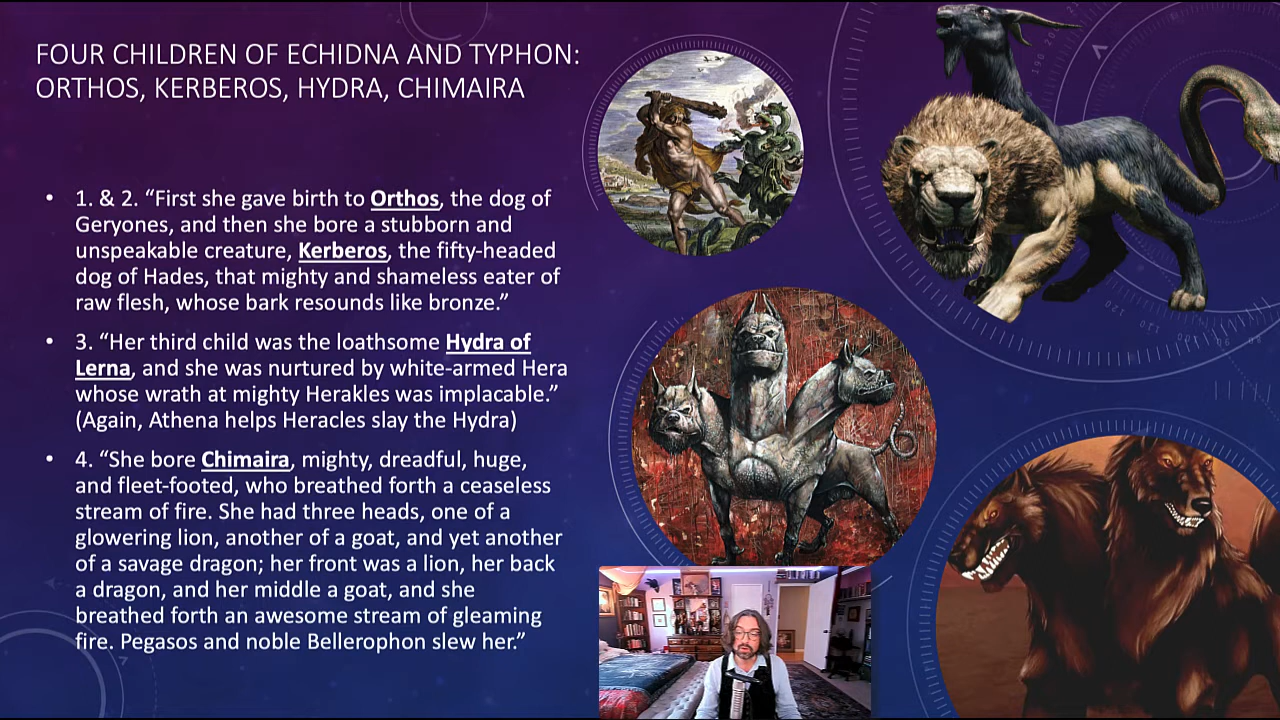 FOUR CHILDREN OF ECHIDNA AND TYPHON:
ORTHOS, KERBEROS, HYDRA, CHIMAIRA
• 1. & 2. “First she gave birth to Orthos, the dog of
Geryones, and then she bore a stubborn and
unspeakable creature, Kerberos, the fifty-headed
dog of Hades, that mighty and shameless eater of
raw flesh, whose bark resounds like bronze.”
• 3. “Her third child was the loathsome Hydra of
Lerna, and she was nurtured by white-armed Hera
whose wrath at mighty Herakles was implacable.”
(Again, Athena helps Heracles slay the Hydra)
• 4. “She bore Chimaira, mighty, dreadful, huge,
and fleet-footed, who breathed forth a ceaseless
stream of fire. She had three heads, one of a
glowering lion, another of a goat, and yet another
of a savage dragon; her front was a lion, her back
a dragon, and her middle a goat, and she
breathed forth an awesome stream of gleaming
fire. Pegasos and noble Bellerophon slew her.”